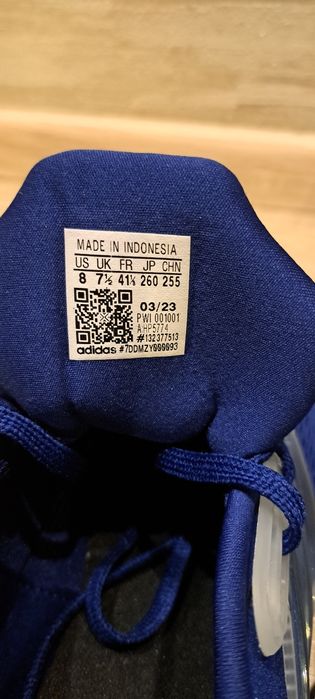 MADE IN INDONESIA
US UK FR JP CHN
8 7½ 41⅓ 260 255
03/23
PWI 001001
AHP5774
#132377513
adidas #7DDMZY000093